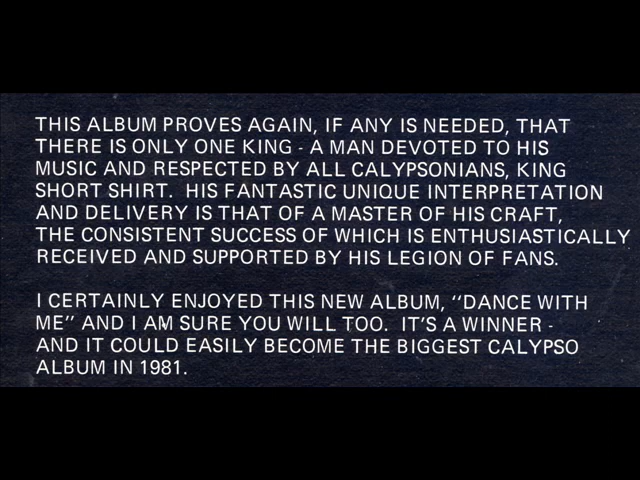 THIS ALBUM PROVES AGAIN, IF ANY IS NEEDED, THAT
THERE IS ONLY ONE KING - A MAN DEVOTED TO HIS
MUSIC AND RESPECTED BY ALL CALYPSONIANS, KING
SHORT SHIRT. HIS FANTASTIC UNIQUE INTERPRETATION
AND DELIVERY IS THAT OF A MASTER OF HIS CRAFT,
THE CONSISTENT SUCCESS OF WHICH IS ENTHUSIASTICALLY
RECEIVED AND SUPPORTED BY HIS LEGION OF FANS.
I CERTAINLY ENJOYED THIS NEW ALBUM, "DANCE WITH
ME" AND I AM SURE YOU WILL TOO. IT'S A WINNER -
AND IT COULD EASILY BECOME THE BIGGEST CALYPSO
ALBUM IN 1981.